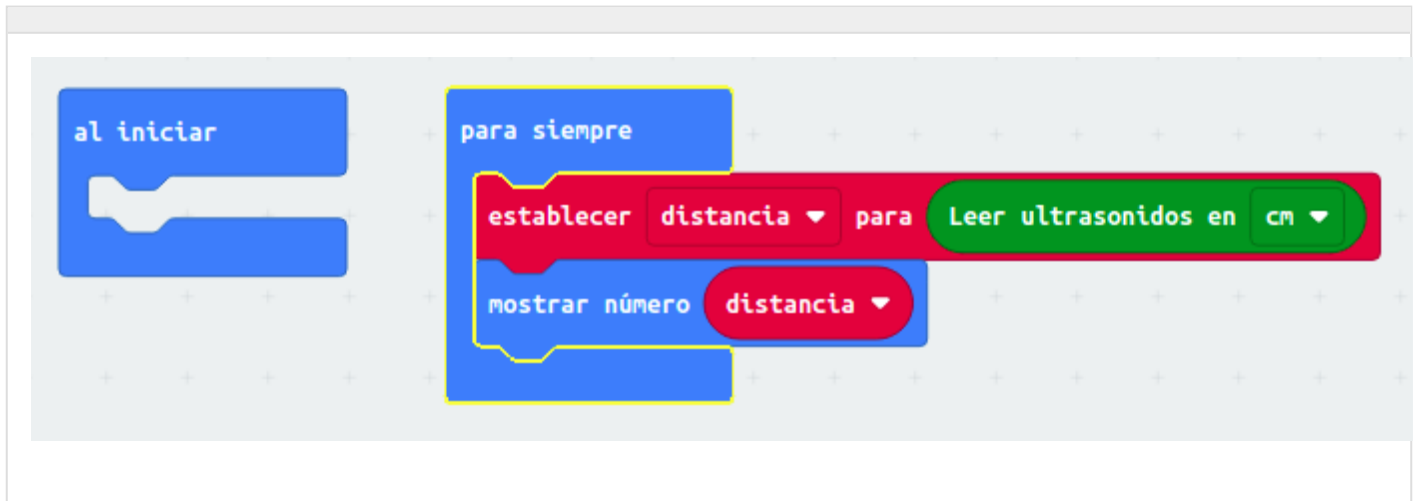 al iniciar
para siempre
establecer distancia para Leer ultrasonidos en cm
mostrar número distancia